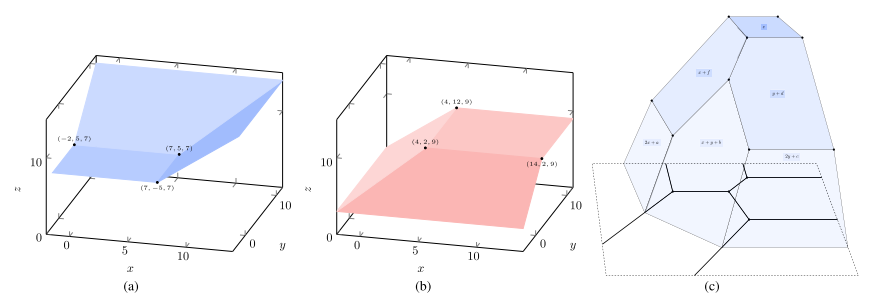 10
0
z
0
5
10
x
0
10
y
(−2, 5, 7)
(7, 5, 7)
(7, −5, 7)
(a)
10
0
z
0
5
10
x
0
10
y
(4, 12, 9)
(4, 2, 9)
(14, 2, 9)
(b)
x + f
y + d
2x + a
x + y + b
2y + c
(c)